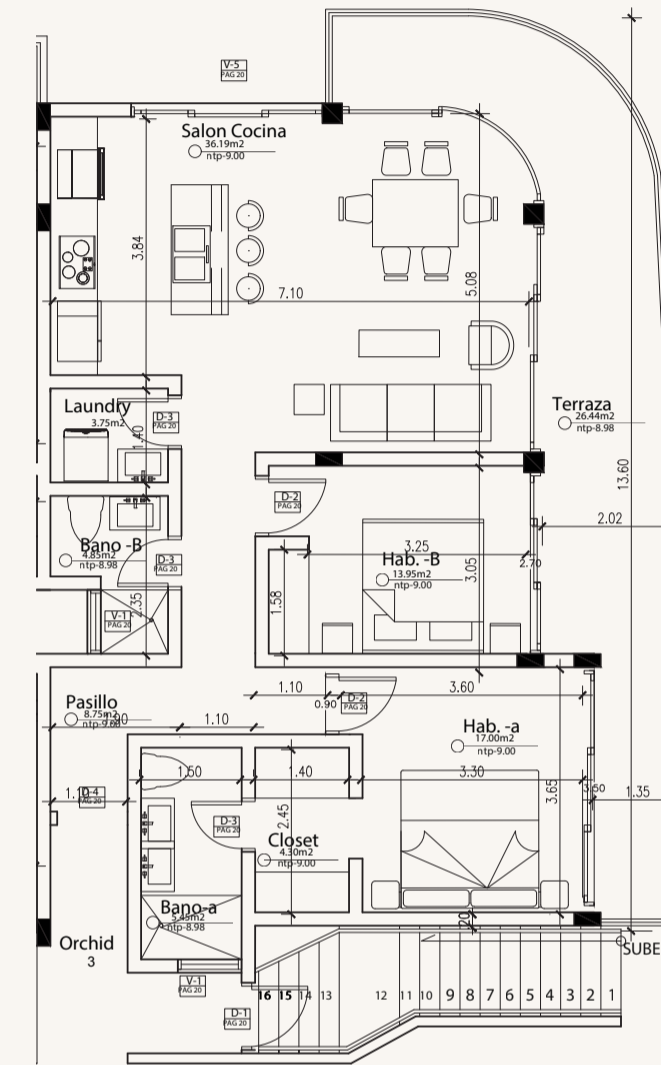 V-5
PAG 20
Salon Cocina
36.19m2
ntp-9.00
3.84
5.08
7.10
Laundry
3.75m2
D-3
PAG 20
1.40
Terraza
26.44m2
ntp-8.98
13.60
D-2
PAG 20
2.02
Bano -B
4.85m2
ntp-8.98
D-3
PAG 20
3.25
2.70
Hab. -B
13.95m2
ntp-9.00
3.05
1.58
V-1
PAG 20
2.35
Pasillo
8.75m2
1.10
1.10
0.90
D-2
PAG 20
3.60
Hab. -a
17.00m2
ntp-9.00
1.40
3.30
3.65
1.35
D-4
PAG 20
D-3
PAG 20
2.45
Closet
4.30m2
ntp-9.00
Bano-a
ntp-8.98
.20
Orchid
3
SUBE
V-1
PAG 20
D-1
PAG 20
16 15 14 13 12 11 10 9 8 7 6 5 4 3 2 1